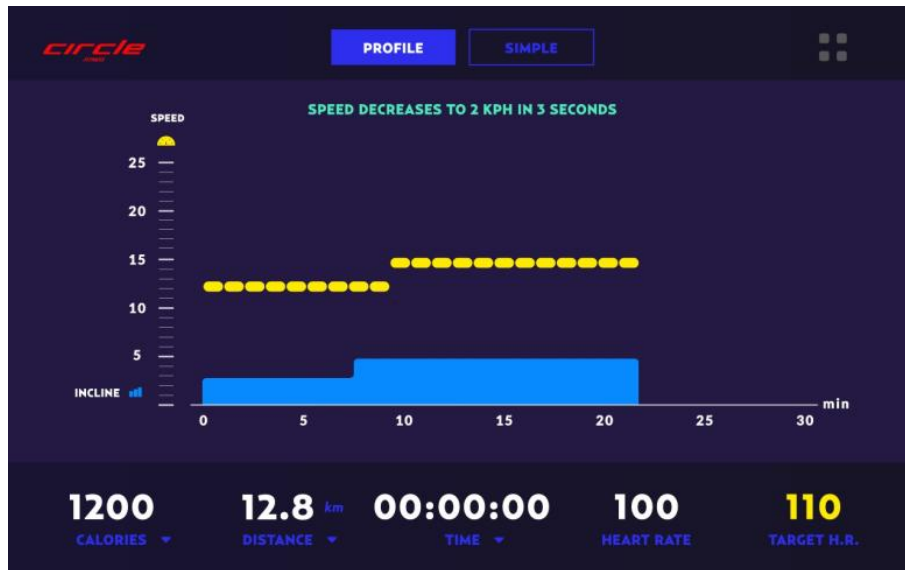 circle
PROFILE
SIMPLE
SPEED DECREASES TO 2 KPH IN 3 SECONDS
SPEED
25
20
15
10
5
INCLINE
min
0 5 10 15 20 25 30
1200 12.8 km 00:00:00 100 110
CALORIES DISTANCE TIME HEART RATE TARGET H.R.